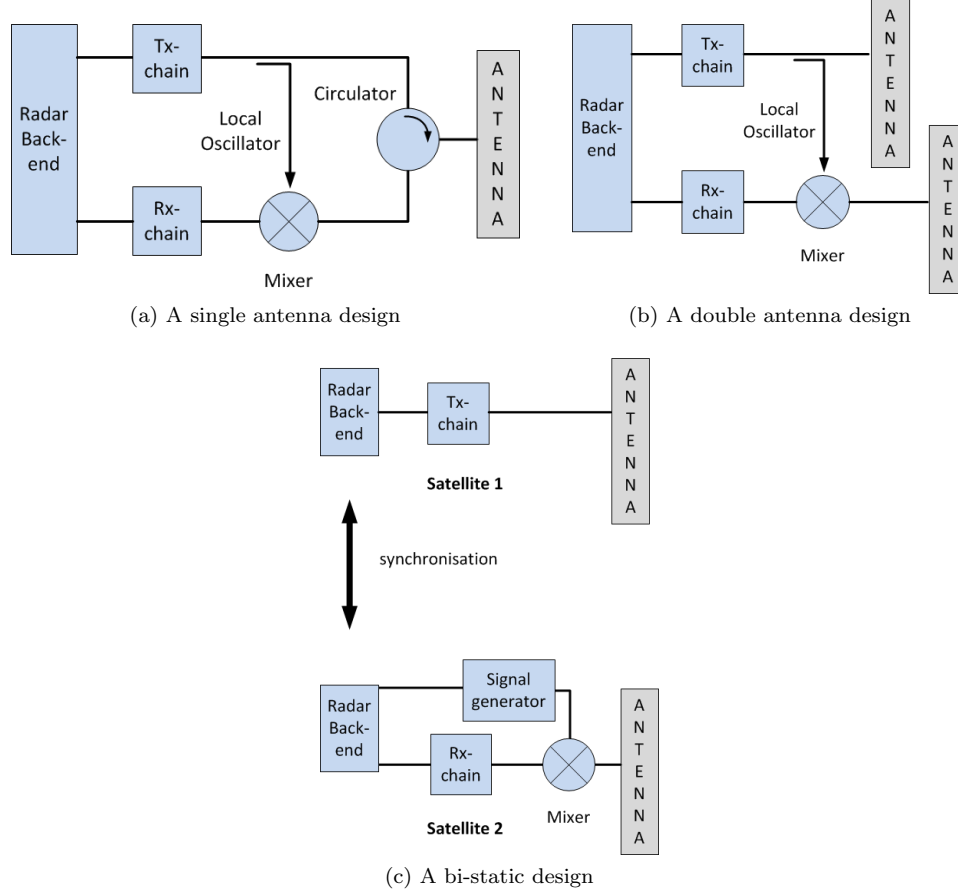 Radar
Back-
end
Tx-
chain
Local
Oscillator
Circulator
Rx-
chain
Mixer
A
N
T
E
N
N
A
(a) A single antenna design
Radar
Back-
end
Tx-
chain
Local
Oscillator
Rx-
chain
Mixer
A
N
T
E
N
N
A
A
N
T
E
N
N
A
(b) A double antenna design
Radar
Back-
end
Tx-
chain
A
N
T
E
N
N
A
Satellite 1
synchronisation
Radar
Back-
end
Signal
generator
Rx-
chain
Mixer
A
N
T
E
N
N
A
Satellite 2
(c) A bi-static design